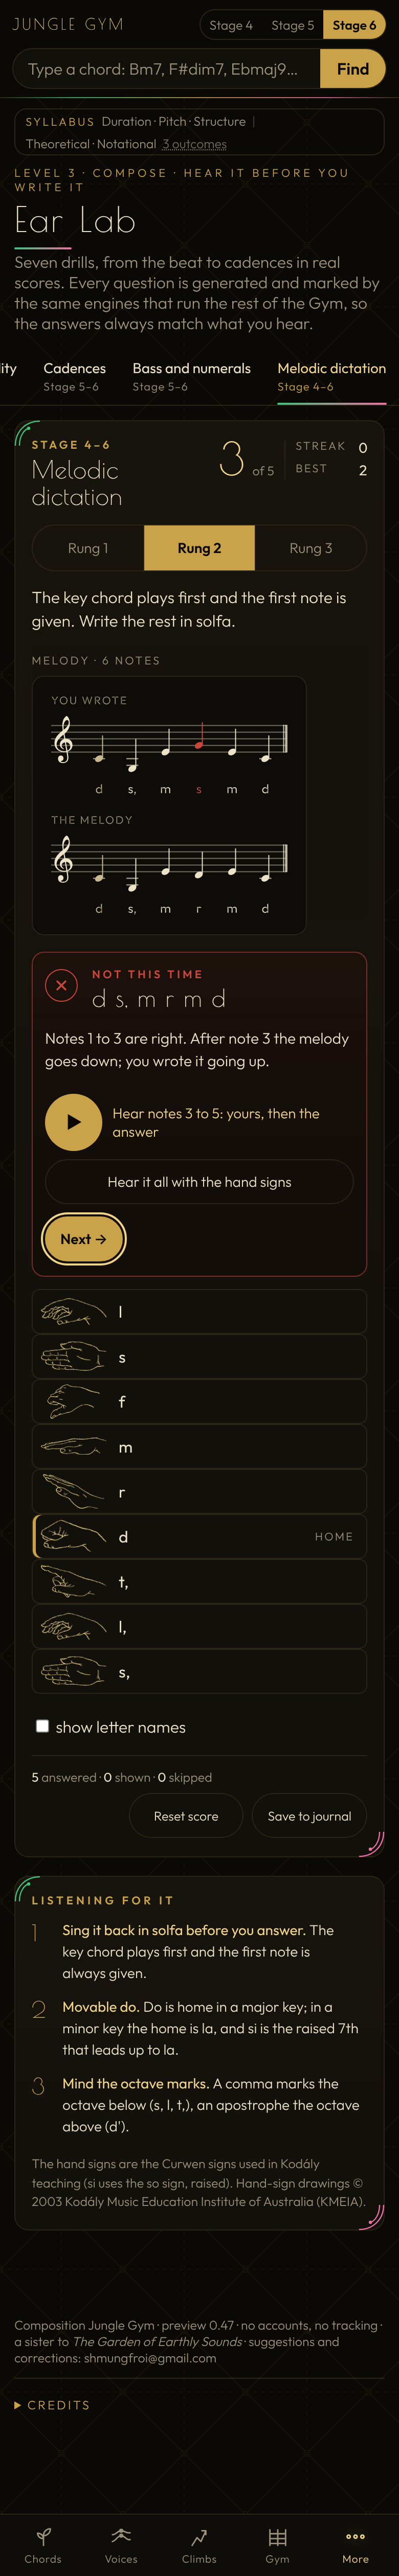 JUNGLE GYM
Stage 4 Stage 5 Stage 6
Type a chord: Bm7, F#dim7, Ebmaj9... Find
SYLLABUS Duration · Pitch · Structure |
Theoretical · Notational 3 outcomes
LEVEL 3 · COMPOSE · HEAR IT BEFORE YOU
WRITE IT
Ear Lab
Seven drills, from the beat to cadences in real
scores. Every question is generated and marked by
the same engines that run the rest of the Gym, so
the answers always match what you hear.
lity Cadences Bass and numerals Melodic dictation
Stage 5–6 Stage 5–6 Stage 4–6
STAGE 4–6
Melodic
dictation
3 of 5
STREAK 0
BEST 2
Rung 1 Rung 2 Rung 3
The key chord plays first and the first note is
given. Write the rest in solfa.
MELODY · 6 NOTES
YOU WROTE
d s, m s m d
THE MELODY
d s, m r m d
NOT THIS TIME
d s, m r m d
Notes 1 to 3 are right. After note 3 the melody
goes down; you wrote it going up.
Hear notes 3 to 5: yours, then the
answer
Hear it all with the hand signs
Next →
l
s
f
m
r
d HOME
t,
l,
s,
show letter names
5 answered · 0 shown · 0 skipped
Reset score Save to journal
LISTENING FOR IT
1 Sing it back in solfa before you answer. The
key chord plays first and the first note is
always given.
2 Movable do. Do is home in a major key; in a
minor key the home is la, and si is the raised 7th
that leads up to la.
3 Mind the octave marks. A comma marks the
octave below (s, l, t,), an apostrophe the octave
above (d').
The hand signs are the Curwen signs used in Kodály
teaching (si uses the so sign, raised). Hand-sign drawings ©
2003 Kodály Music Education Institute of Australia (KMEIA).
Composition Jungle Gym · preview 0.47 · no accounts, no tracking ·
a sister to The Garden of Earthly Sounds · suggestions and
corrections: shmungfroi@gmail.com
▶ CREDITS
Chords Voices Climbs Gym More